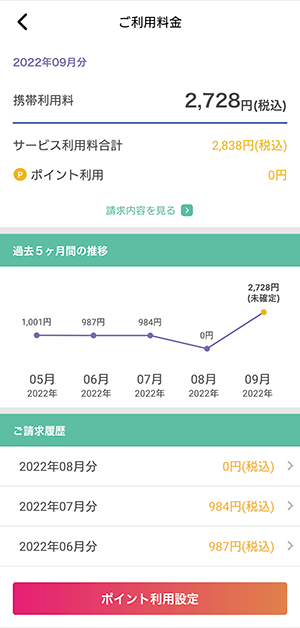 ご利用料金
2022年09月分
携帯利用料 2,728円(税込)
サービス利用料合計 2,838円(税込)
P ポイント利用 0円
請求内容を見る
過去5ヶ月間の推移
2,728円
(未確定)
1,001円 987円 984円 0円
05月 06月 07月 08月 09月
2022年 2022年 2022年 2022年 2022年
ご請求履歴
2022年08月分 0円(税込)
2022年07月分 984円(税込)
2022年06月分 987円(税込)
ポイント利用設定